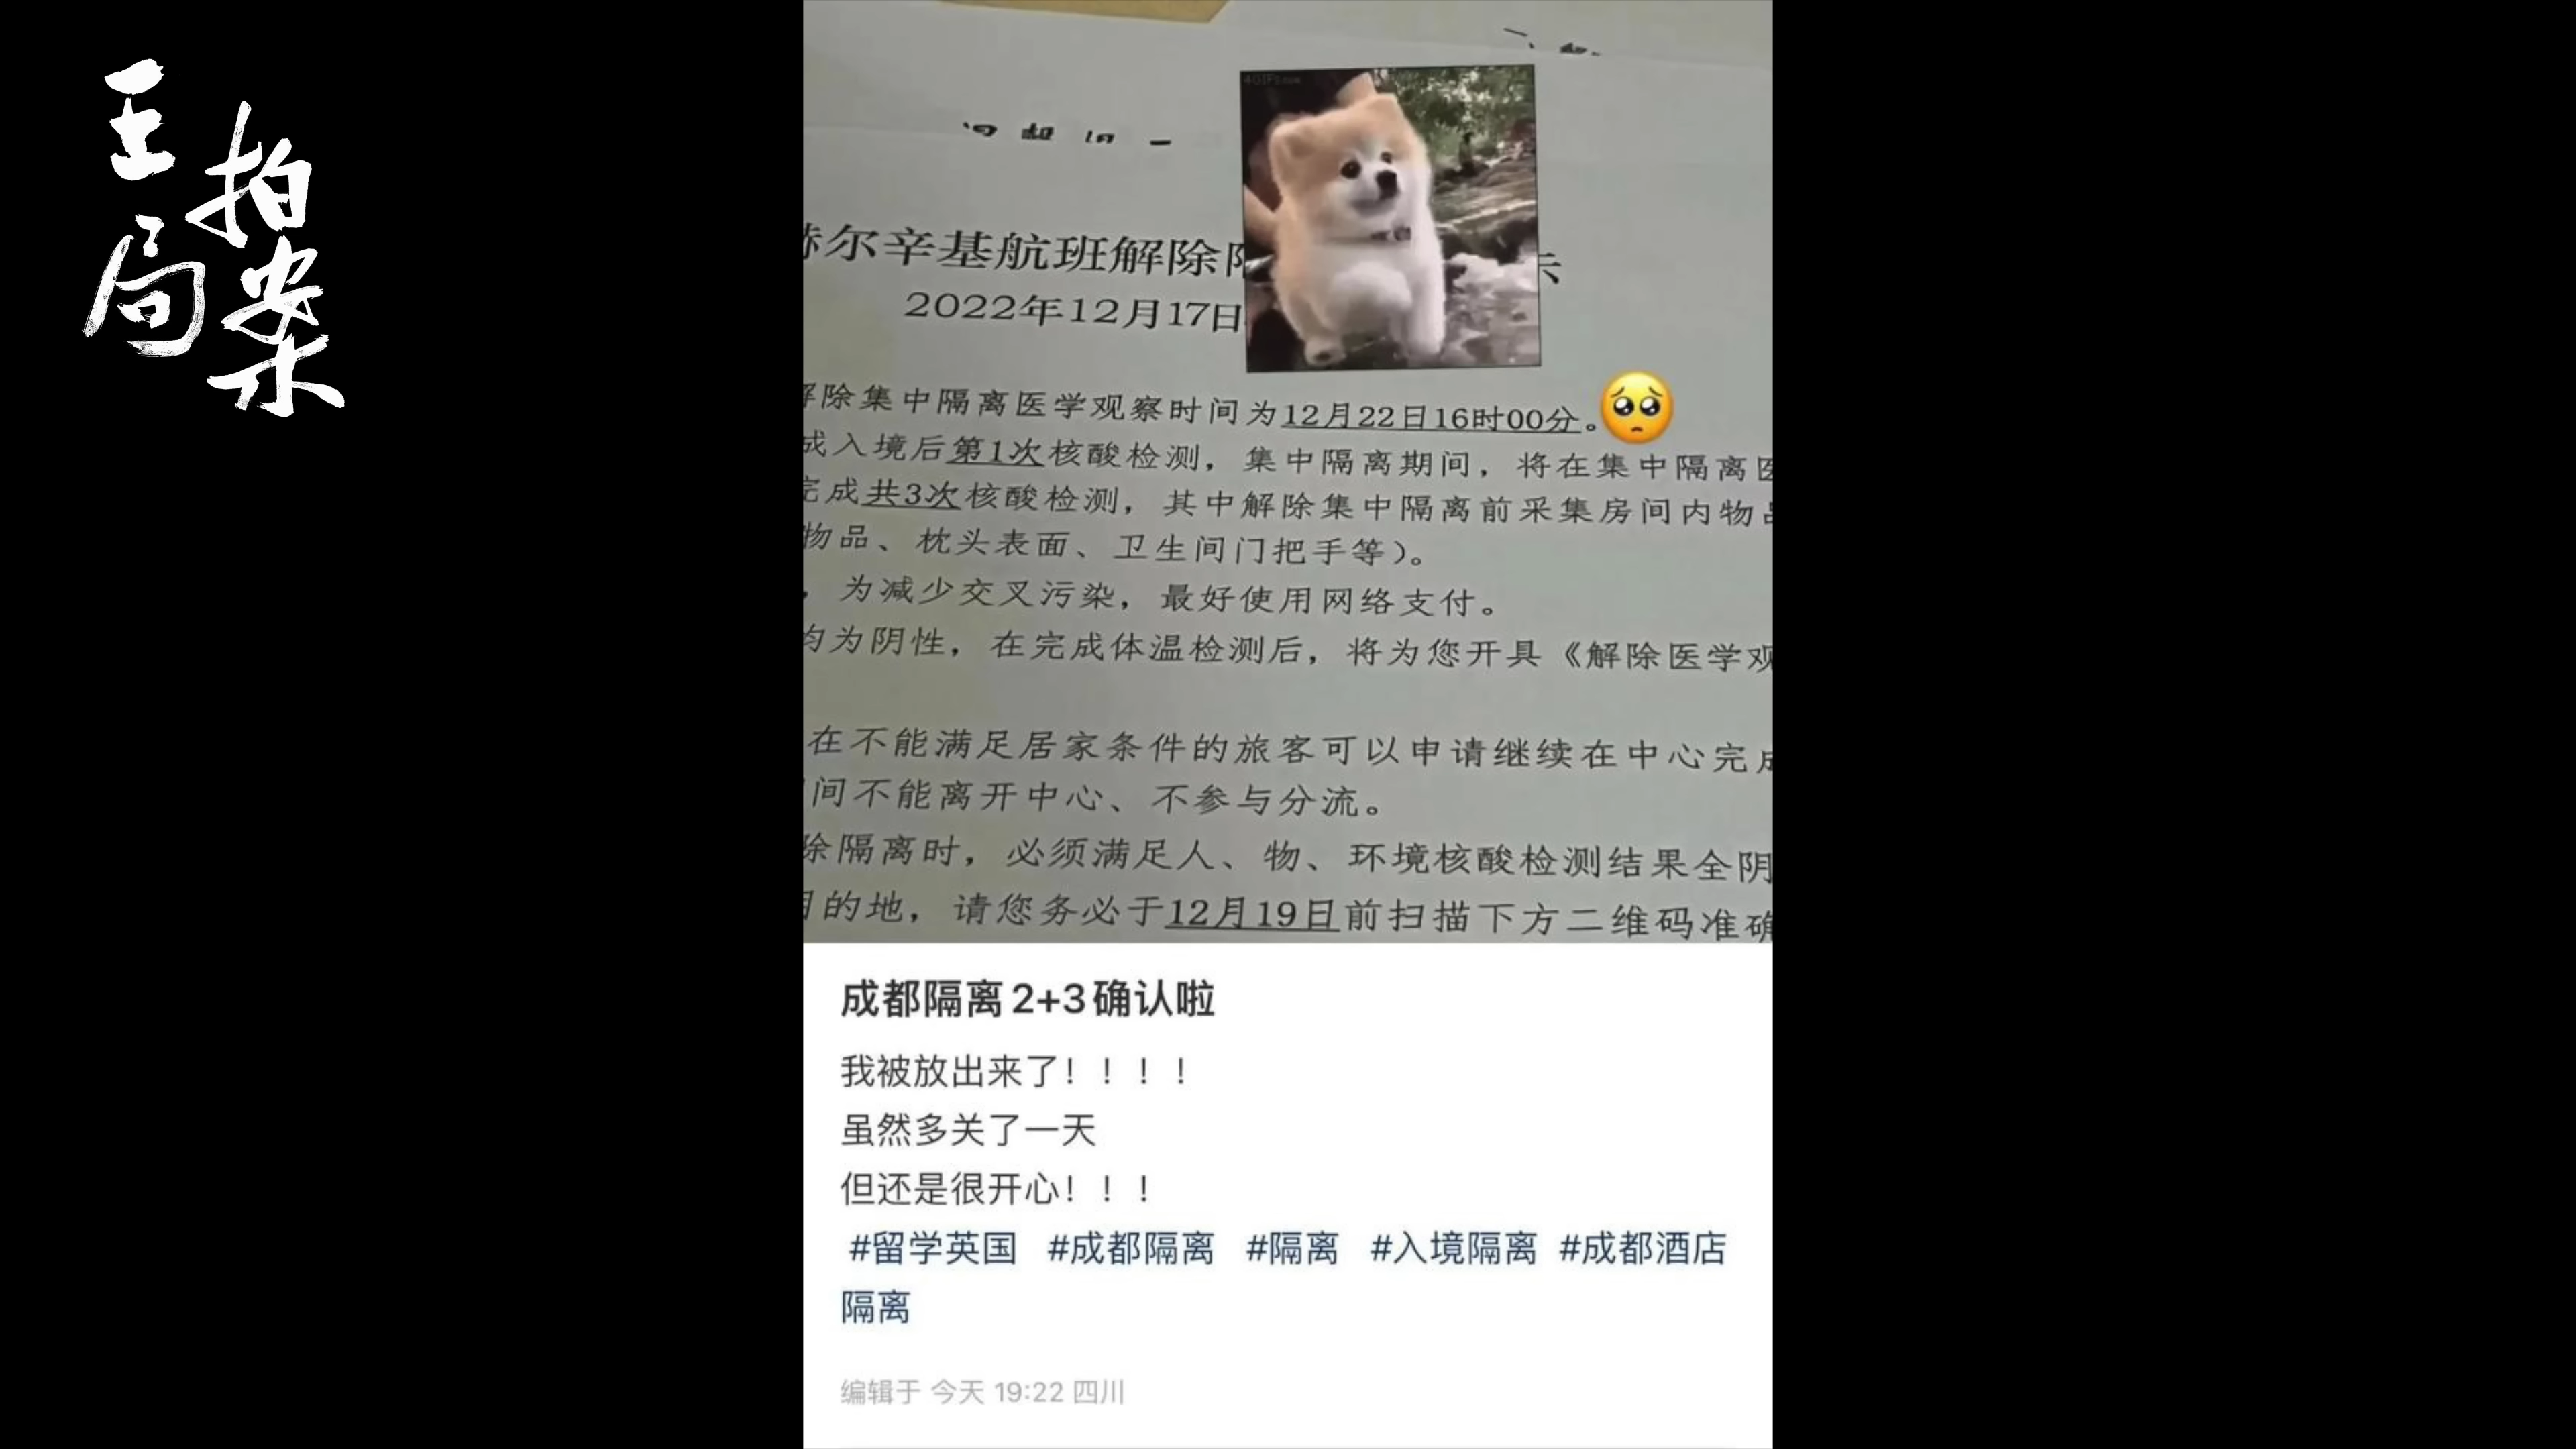 王局拍案
4GIFs.com
赫尔辛基航班解除隔
示
2022年12月17日
解除集中隔离医学观察时间为12月22日16时00分。
成入境后第1次核酸检测，集中隔离期间，将在集中隔离医
完成共3次核酸检测，其中解除集中隔离前采集房间内物品
物品、枕头表面、卫生间门把手等）。
，为减少交叉污染，最好使用网络支付。
均为阴性，在完成体温检测后，将为您开具《解除医学观
在不能满足居家条件的旅客可以申请继续在中心完成
间不能离开中心、不参与分流。
除隔离时，必须满足人、物、环境核酸检测结果全阴
目的地，请您务必于12月19日前扫描下方二维码准确
成都隔离2+3确认啦
我被放出来了！！！！
虽然多关了一天
但还是很开心！！！
#留学英国 #成都隔离 #隔离 #入境隔离 #成都酒店
隔离
编辑于 今天 19:22 四川